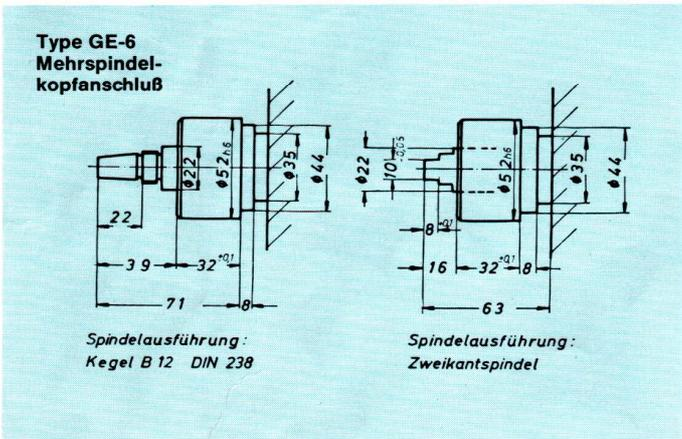 Type GE-6
Mehrspindel-
kopfanschluß
ø22
ø52h6
ø35
ø44
22
39
32±0,1
71
8
ø22
10-0,05
ø52h6
ø35
ø44
8+0,1
16
32±0,1
8
63
Spindelausführung:
Kegel B 12 DIN 238
Spindelausführung:
Zweikantspindel